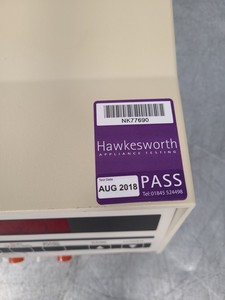 NK77690
Hawkesworth
APPLIANCE TESTING
Test Date:
AUG 2018
PASS
Tel: 01845 524498